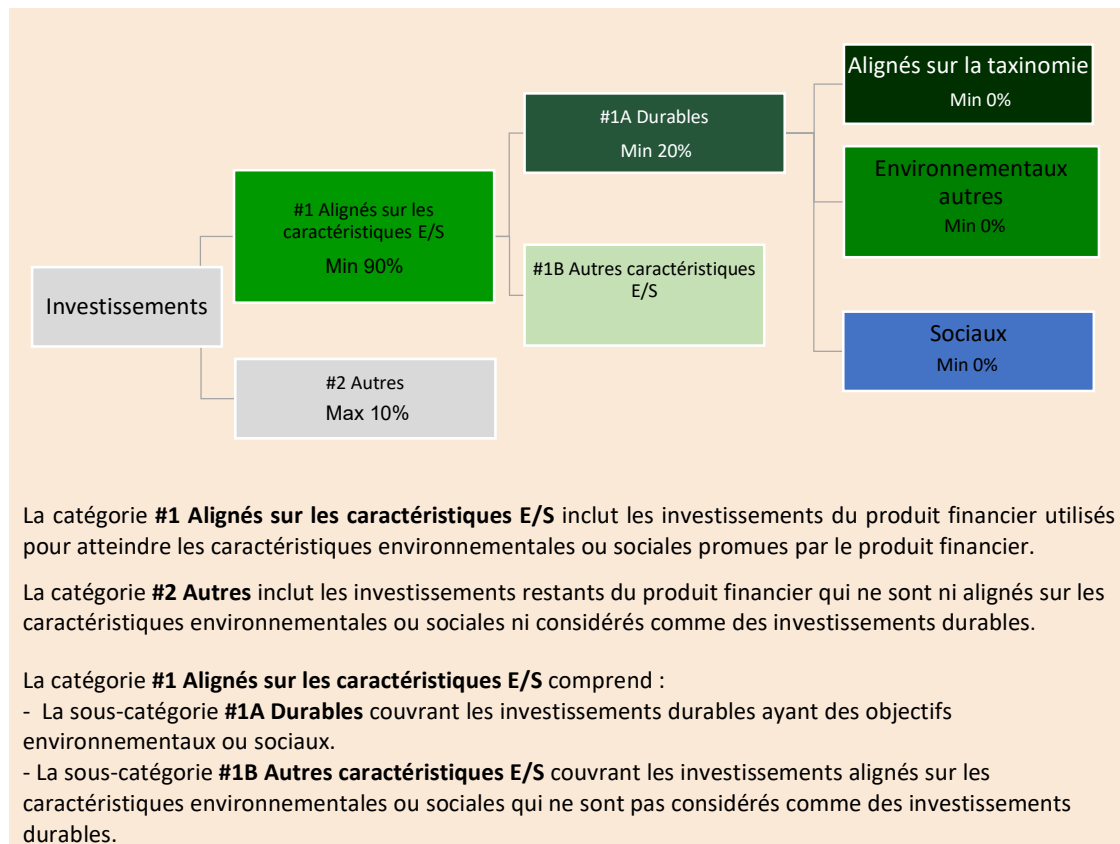 Alignés sur la taxinomie
Min 0%
#1A Durables
Min 20%
Environnementaux
autres
Min 0%
#1 Alignés sur les
caractéristiques E/S
Min 90%
#1B Autres caractéristiques
E/S
Investissements
Sociaux
Min 0%
#2 Autres
Max 10%
La catégorie #1 Alignés sur les caractéristiques E/S inclut les investissements du produit financier utilisés
pour atteindre les caractéristiques environnementales ou sociales promues par le produit financier.
La catégorie #2 Autres inclut les investissements restants du produit financier qui ne sont ni alignés sur les
caractéristiques environnementales ou sociales ni considérés comme des investissements durables.
La catégorie #1 Alignés sur les caractéristiques E/S comprend :
- La sous-catégorie #1A Durables couvrant les investissements durables ayant des objectifs
environnementaux ou sociaux.
- La sous-catégorie #1B Autres caractéristiques E/S couvrant les investissements alignés sur les
caractéristiques environnementales ou sociales qui ne sont pas considérés comme des investissements
durables.